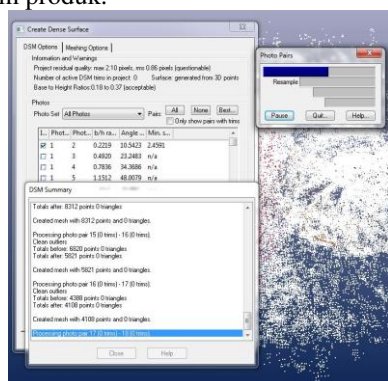 produk.
Create Dense Surface
DSM Options Meshing Options
Information and Warnings
Project residual quality: max 2.10 pixels, rms 0.86 pixels (questionable)
Number of active DSM trims in project: 0 Surface: generated from 3D points
Base to Height Ratios: 0.18 to 0.37 (acceptable)
Photos
Photo Set All Photos Pairs: All None Best...
Only show pairs with trims
I... Phot... Phot... b/h ra... Angle ... Min. s...
1 2 0.2219 10.5423 2.4591
1 3 0.4920 23.2483 n/a
1 4 0.7836 34.3686 n/a
1 5 1.1512 48.0079 n/a
Photo Pairs
Resample
Pause Quit... Help...
DSM Summary
Totals after: 8312 points 0 triangles
Created mesh with 8312 points and 0 triangles.
Processing photo pair 15 (0 trims) - 16 (0 trims).
Clean outliers
Totals before: 6820 points 0 triangles
Totals after: 5821 points 0 triangles
Created mesh with 5821 points and 0 triangles.
Processing photo pair 16 (0 trims) - 17 (0 trims).
Clean outliers
Totals before: 4388 points 0 triangles
Totals after: 4108 points 0 triangles
Created mesh with 4108 points and 0 triangles.
Processing photo pair 17 (0 trims) - 18 (0 trims).
Close Help